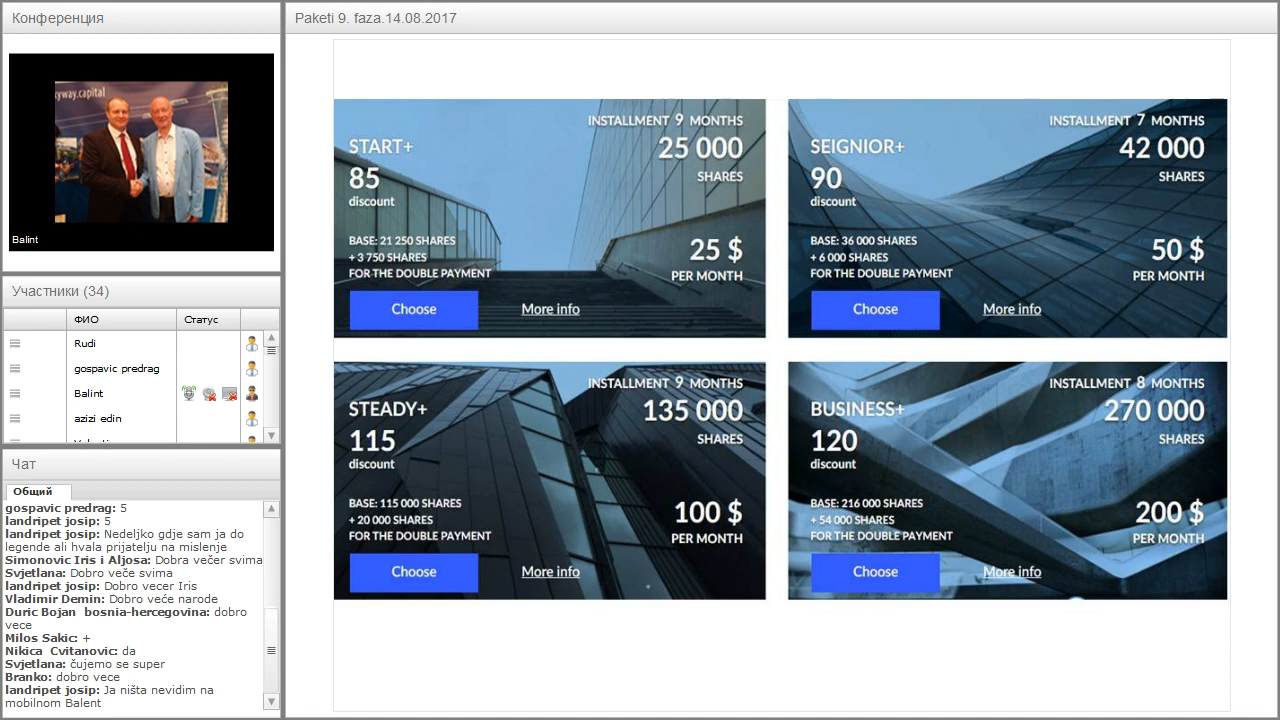 Конференция
kyway.capital
Balint
Участники (34)
ФИО Статус
Rudi
gospavic predrag
Balint
azizi edin
Чат
Общий
gospavic predrag: 5
landripet josip: 5
landripet josip: Nedeljko gdje sam ja do
legende ali hvala prijatelju na mislenje
Simonovic Iris i Aljosa: Dobra večer svima
Svjetlana: Dobro veče svima
landripet josip: Dobro vecer Iris
Vladimir Demin: Dobro veće narode
Duric Bojan bosnia-hercegovina: dobro
vece
Milos Sakic: +
Nikica Cvitanovic: da
Svjetlana: čujemo se super
Branko: dobro vece
landripet josip: Ja ništa nevidim na
mobilnom Balent
Paketi 9. faza.14.08.2017
INSTALLMENT 9 MONTHS
START+
25 000
SHARES
85
discount
BASE: 21 250 SHARES
+ 3 750 SHARES
FOR THE DOUBLE PAYMENT
25 $
PER MONTH
Choose
More info
INSTALLMENT 7 MONTHS
SEIGNIOR+
42 000
SHARES
90
discount
BASE: 36 000 SHARES
+ 6 000 SHARES
FOR THE DOUBLE PAYMENT
50 $
PER MONTH
Choose
More info
INSTALLMENT 9 MONTHS
STEADY+
135 000
SHARES
115
discount
BASE: 115 000 SHARES
+ 20 000 SHARES
FOR THE DOUBLE PAYMENT
100 $
PER MONTH
Choose
More info
INSTALLMENT 8 MONTHS
BUSINESS+
270 000
SHARES
120
discount
BASE: 216 000 SHARES
+ 54 000 SHARES
FOR THE DOUBLE PAYMENT
200 $
PER MONTH
Choose
More info